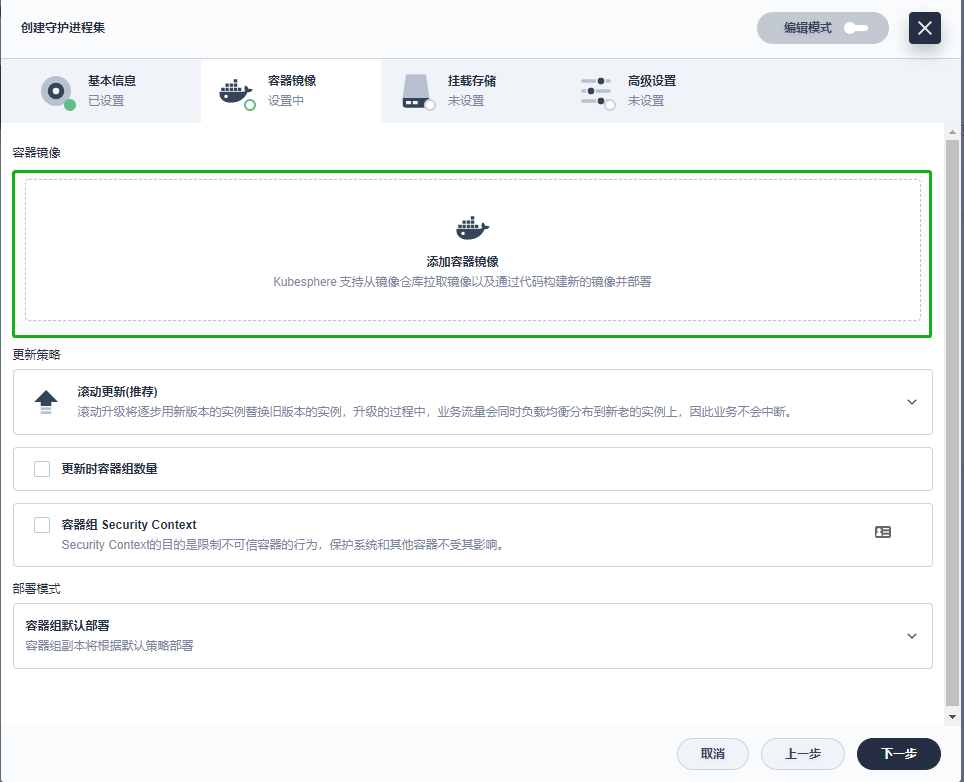 创建守护进程集
编辑模式
基本信息
已设置
容器镜像
设置中
挂载存储
未设置
高级设置
未设置
容器镜像
添加容器镜像
Kubesphere 支持从镜像仓库拉取镜像以及通过代码构建新的镜像并部署
更新策略
滚动更新(推荐)
滚动升级将逐步用新版本的实例替换旧版本的实例，升级的过程中，业务流量会同时负载均衡分布到新老的实例上，因此业务不会中断。
更新时容器组数量
容器组 Security Context
Security Context的目的是限制不可信容器的行为，保护系统和其他容器不受其影响。
部署模式
容器组默认部署
容器组副本将根据默认策略部署
取消
上一步
下一步